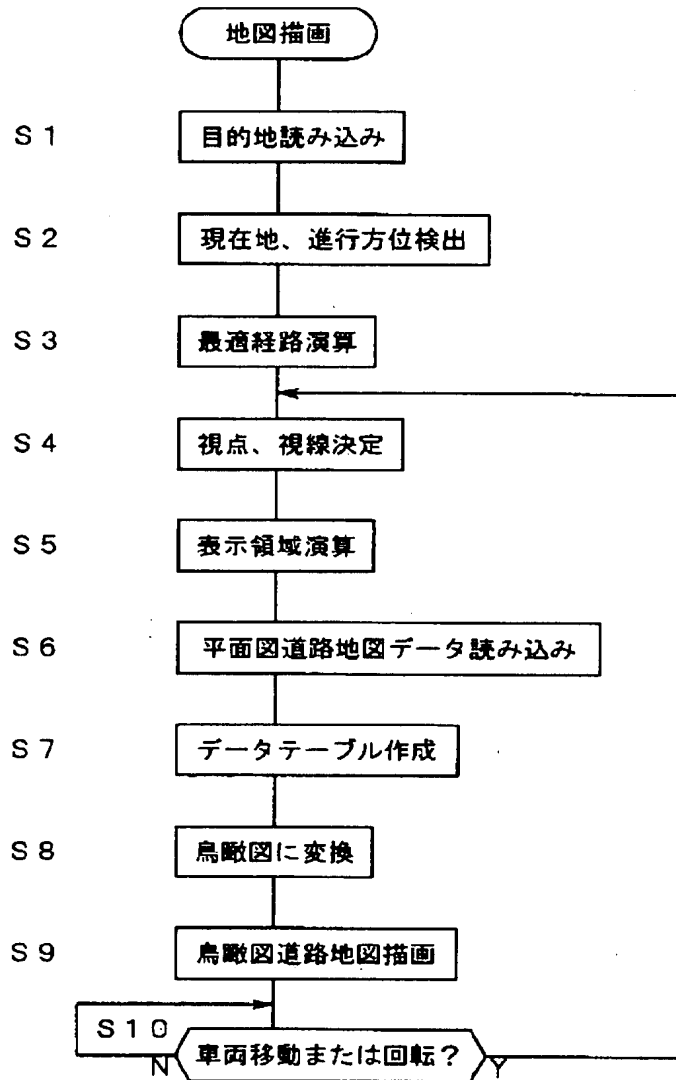 地図描画
S1 目的地読み込み
S2 現在地、進行方位検出
S3 最適経路演算
S4 視点、視線決定
S5 表示領域演算
S6 平面図道路地図データ読み込み
S7 データテーブル作成
S8 鳥瞰図に変換
S9 鳥瞰図道路地図描画
S10
N 車両移動または回転? Y